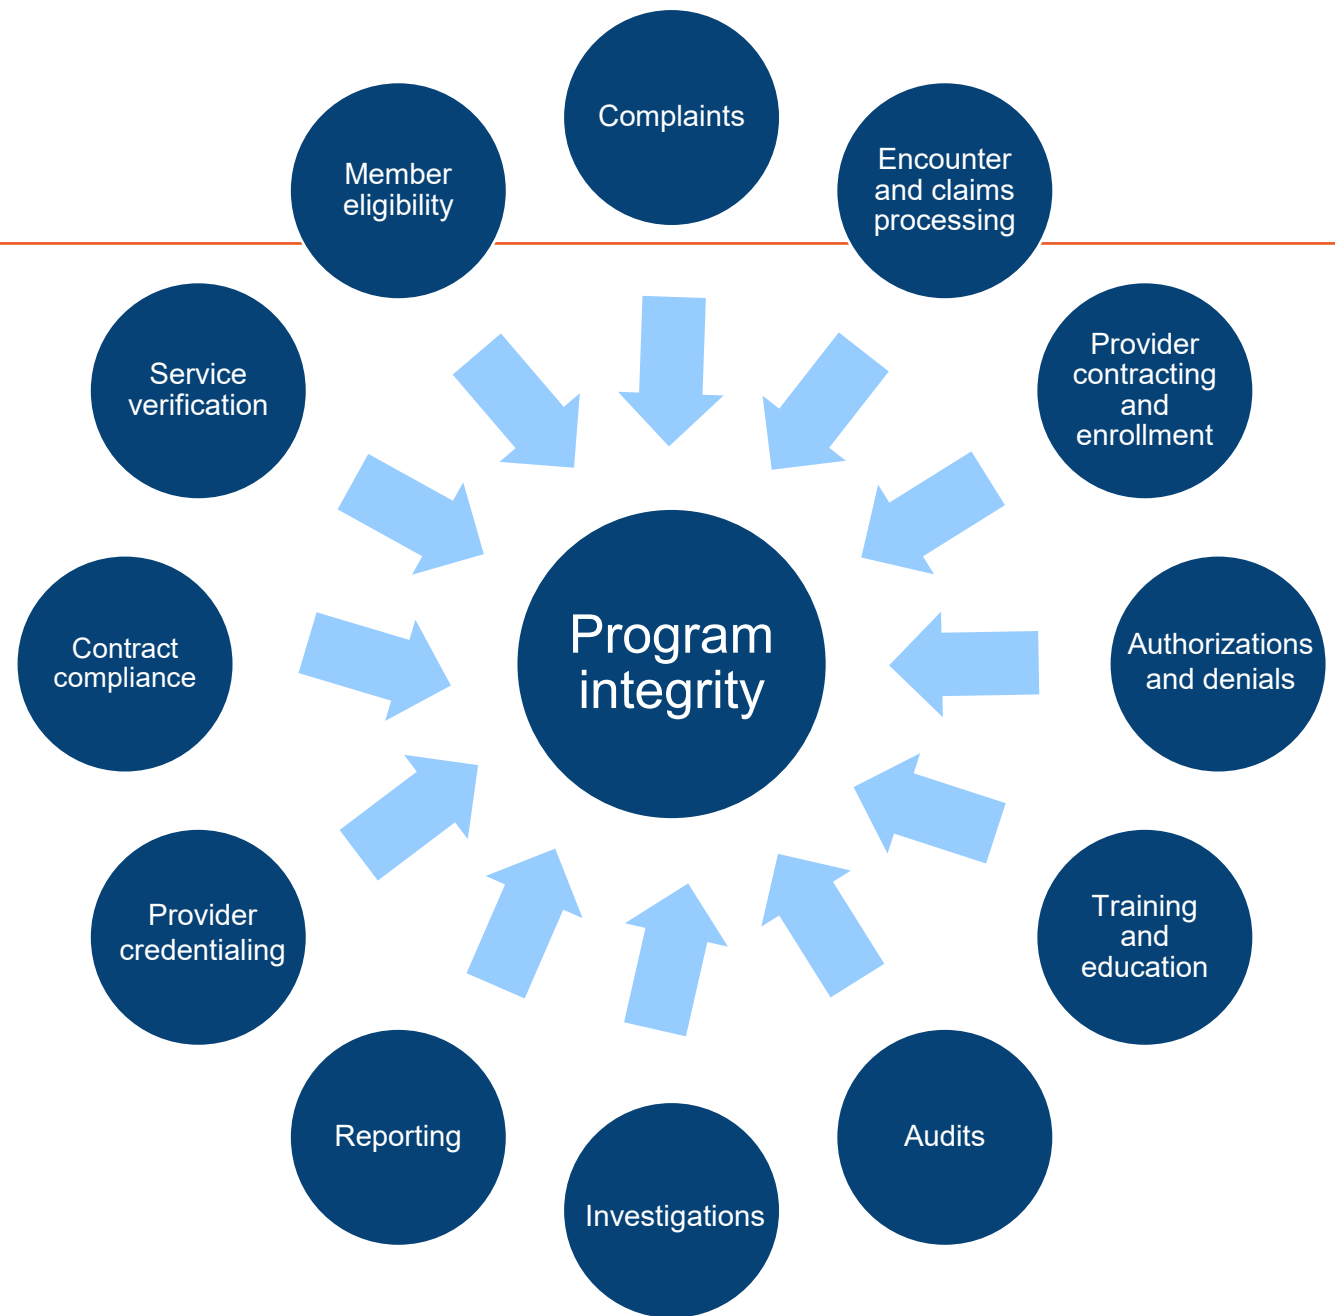 Complaints
Encounter
and claims
processing
Provider
contracting
and
enrollment
Authorizations
and denials
Training
and
education
Audits
Investigations
Reporting
Provider
credentialing
Contract
compliance
Service
verification
Member
eligibility
Program
integrity